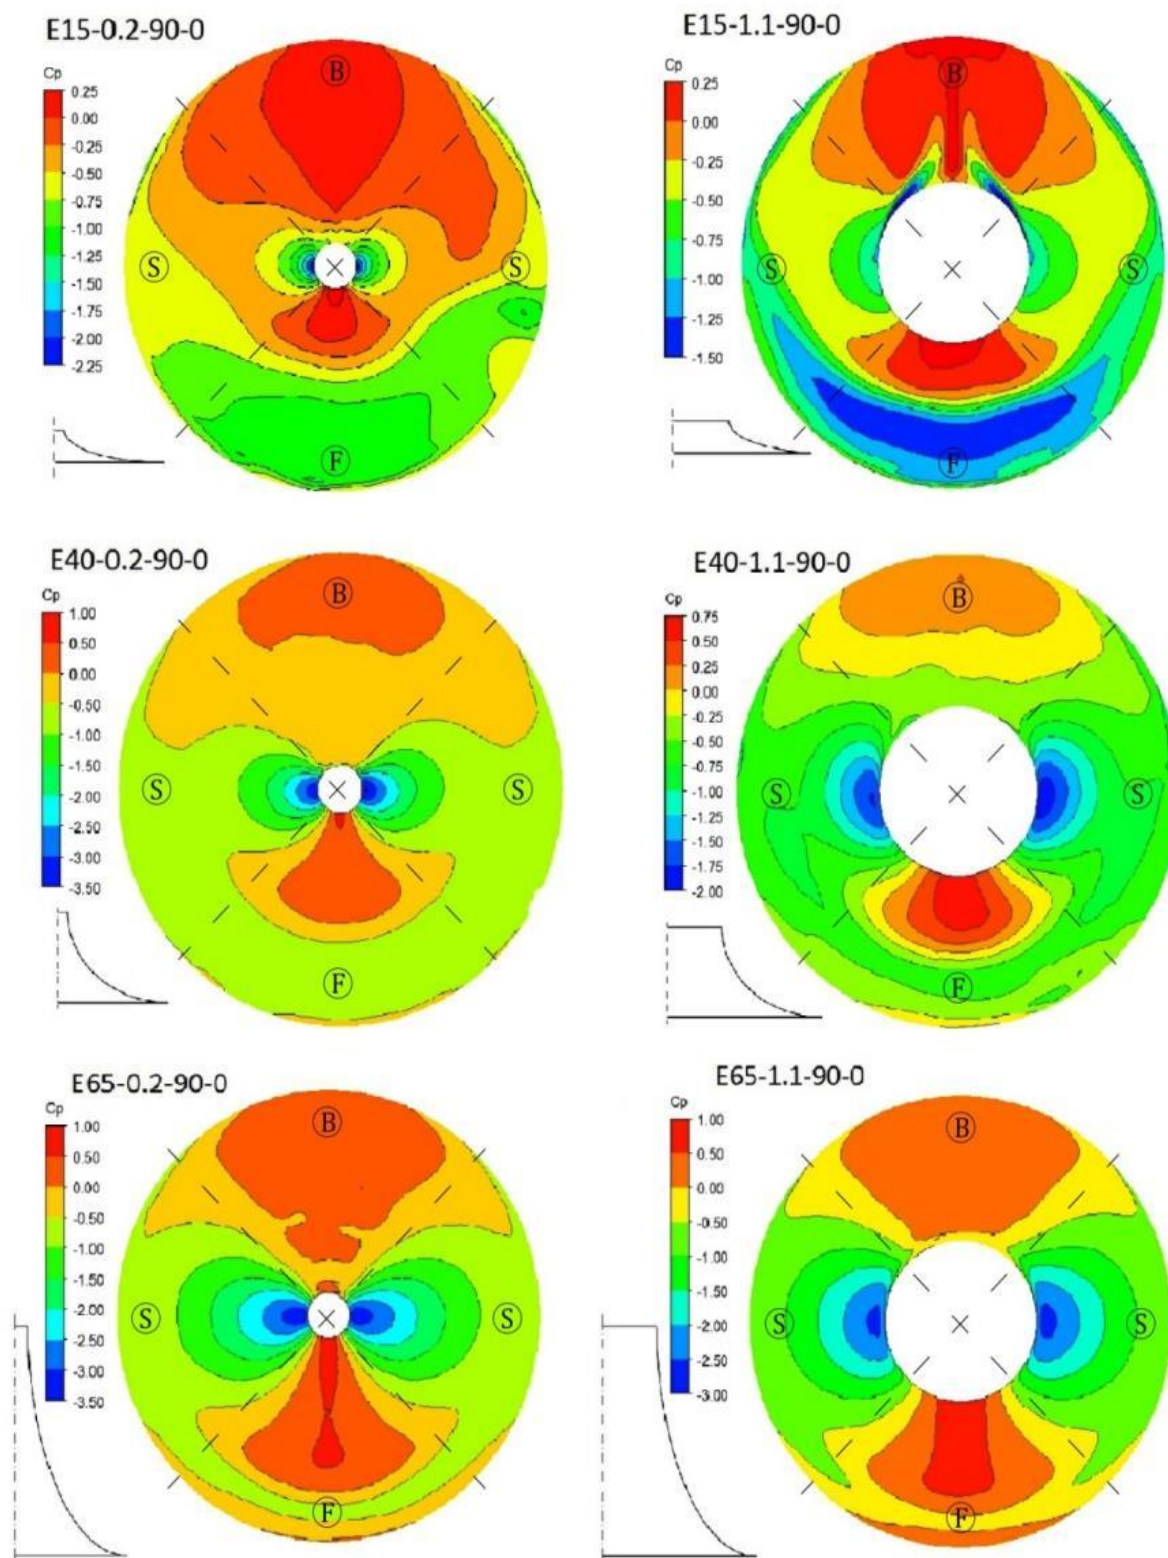 E15-0.2-90-0
Cp
0.25
0.00
-0.25
-0.50
-0.75
-1.00
-1.25
-1.50
-1.75
-2.00
-2.25
B
S
S
F
E15-1.1-90-0
Cp
0.25
0.00
-0.25
-0.50
-0.75
-1.00
-1.25
-1.50
B
S
S
F
E40-0.2-90-0
Cp
1.00
0.50
0.00
-0.50
-1.00
-1.50
-2.00
-2.50
-3.00
-3.50
B
S
S
F
E40-1.1-90-0
Cp
0.75
0.50
0.25
0.00
-0.25
-0.50
-0.75
-1.00
-1.25
-1.50
-1.75
-2.00
B
S
S
F
E65-0.2-90-0
Cp
1.00
0.50
0.00
-0.50
-1.00
-1.50
-2.00
-2.50
-3.00
-3.50
B
S
S
F
E65-1.1-90-0
Cp
1.00
0.50
0.00
-0.50
-1.00
-1.50
-2.00
-2.50
-3.00
B
S
S
F